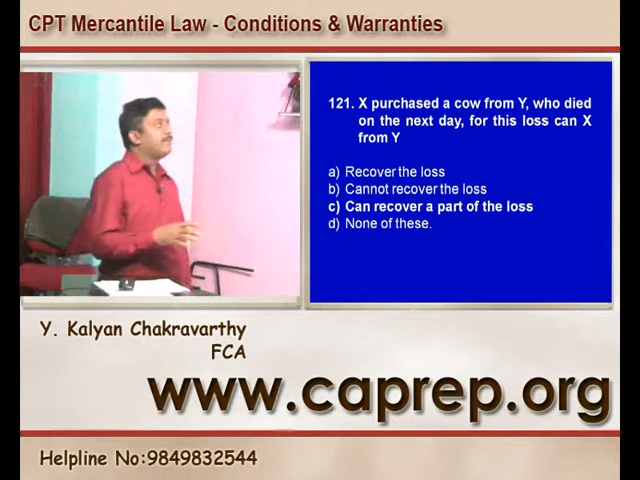 CPT Mercantile Law - Conditions & Warranties
121. X purchased a cow from Y, who died
on the next day, for this loss can X
from Y
a) Recover the loss
b) Cannot recover the loss
c) Can recover a part of the loss
d) None of these.
Y. Kalyan Chakravarthy
FCA
www.caprep.org
Helpline No:9849832544